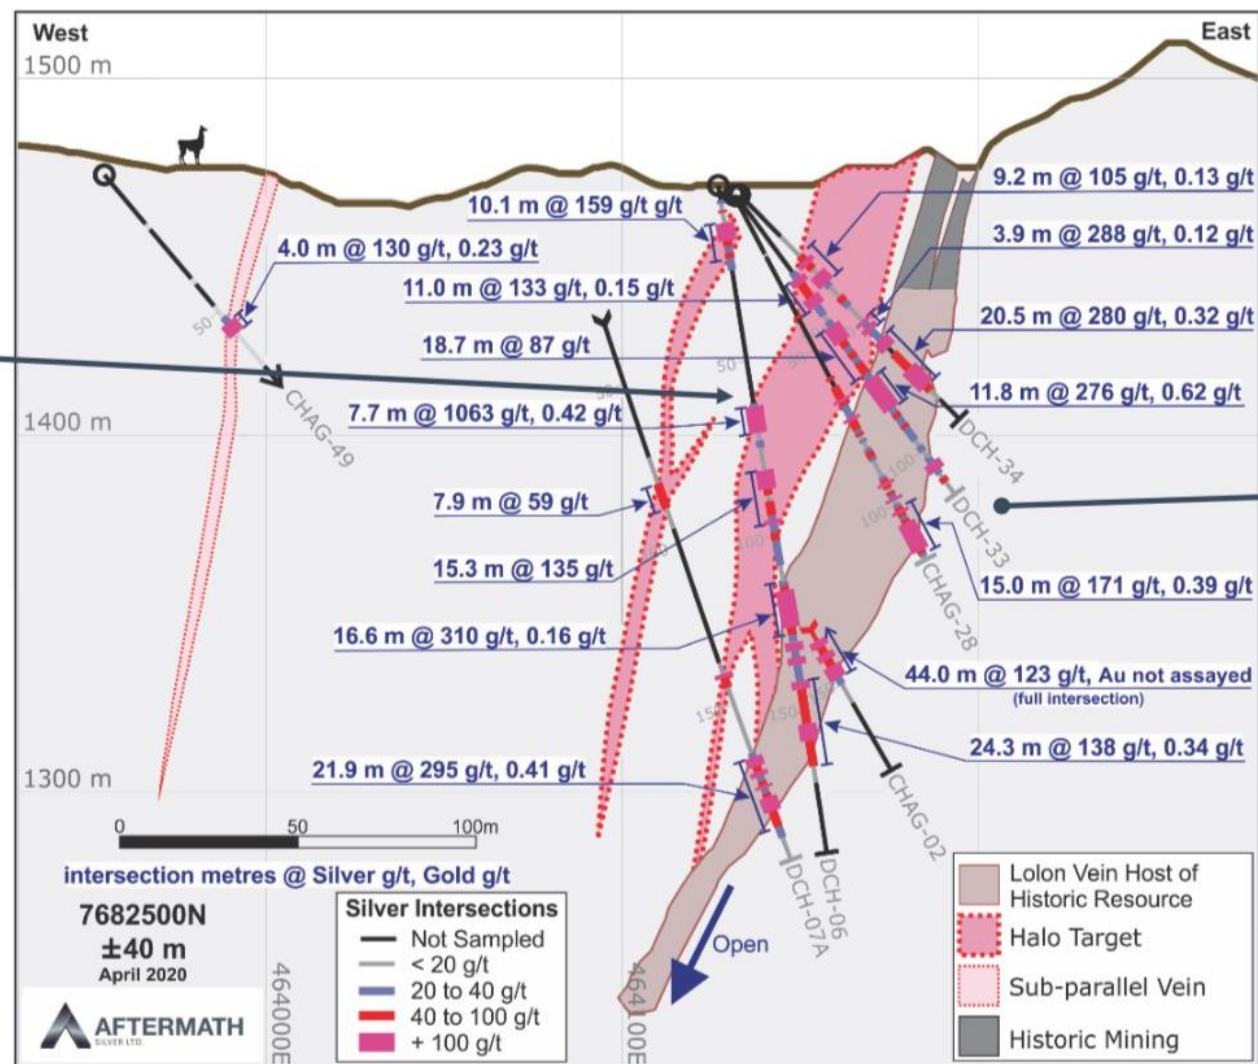 West
East
1500 m
10.1 m @ 159 g/t g/t
9.2 m @ 105 g/t, 0.13 g/t
4.0 m @ 130 g/t, 0.23 g/t
3.9 m @ 288 g/t, 0.12 g/t
11.0 m @ 133 g/t, 0.15 g/t
20.5 m @ 280 g/t, 0.32 g/t
50
18.7 m @ 87 g/t
50
CHAG-49
7.7 m @ 1063 g/t, 0.42 g/t
11.8 m @ 276 g/t, 0.62 g/t
1400 m
DCH-34
100
7.9 m @ 59 g/t
100
DCH-33
100
15.3 m @ 135 g/t
CHAG-28
15.0 m @ 171 g/t, 0.39 g/t
16.6 m @ 310 g/t, 0.16 g/t
44.0 m @ 123 g/t, Au not assayed
(full intersection)
150
150
24.3 m @ 138 g/t, 0.34 g/t
21.9 m @ 295 g/t, 0.41 g/t
1300 m
CHAG-02
DCH-06
DCH-07A
0 50 100m
intersection metres @ Silver g/t, Gold g/t
7682500N
±40 m
April 2020
AFTERMATH
SILVER LTD.
464000E
464100E
Open
Silver Intersections
Not Sampled
< 20 g/t
20 to 40 g/t
40 to 100 g/t
+ 100 g/t
Lolon Vein Host of
Historic Resource
Halo Target
Sub-parallel Vein
Historic Mining